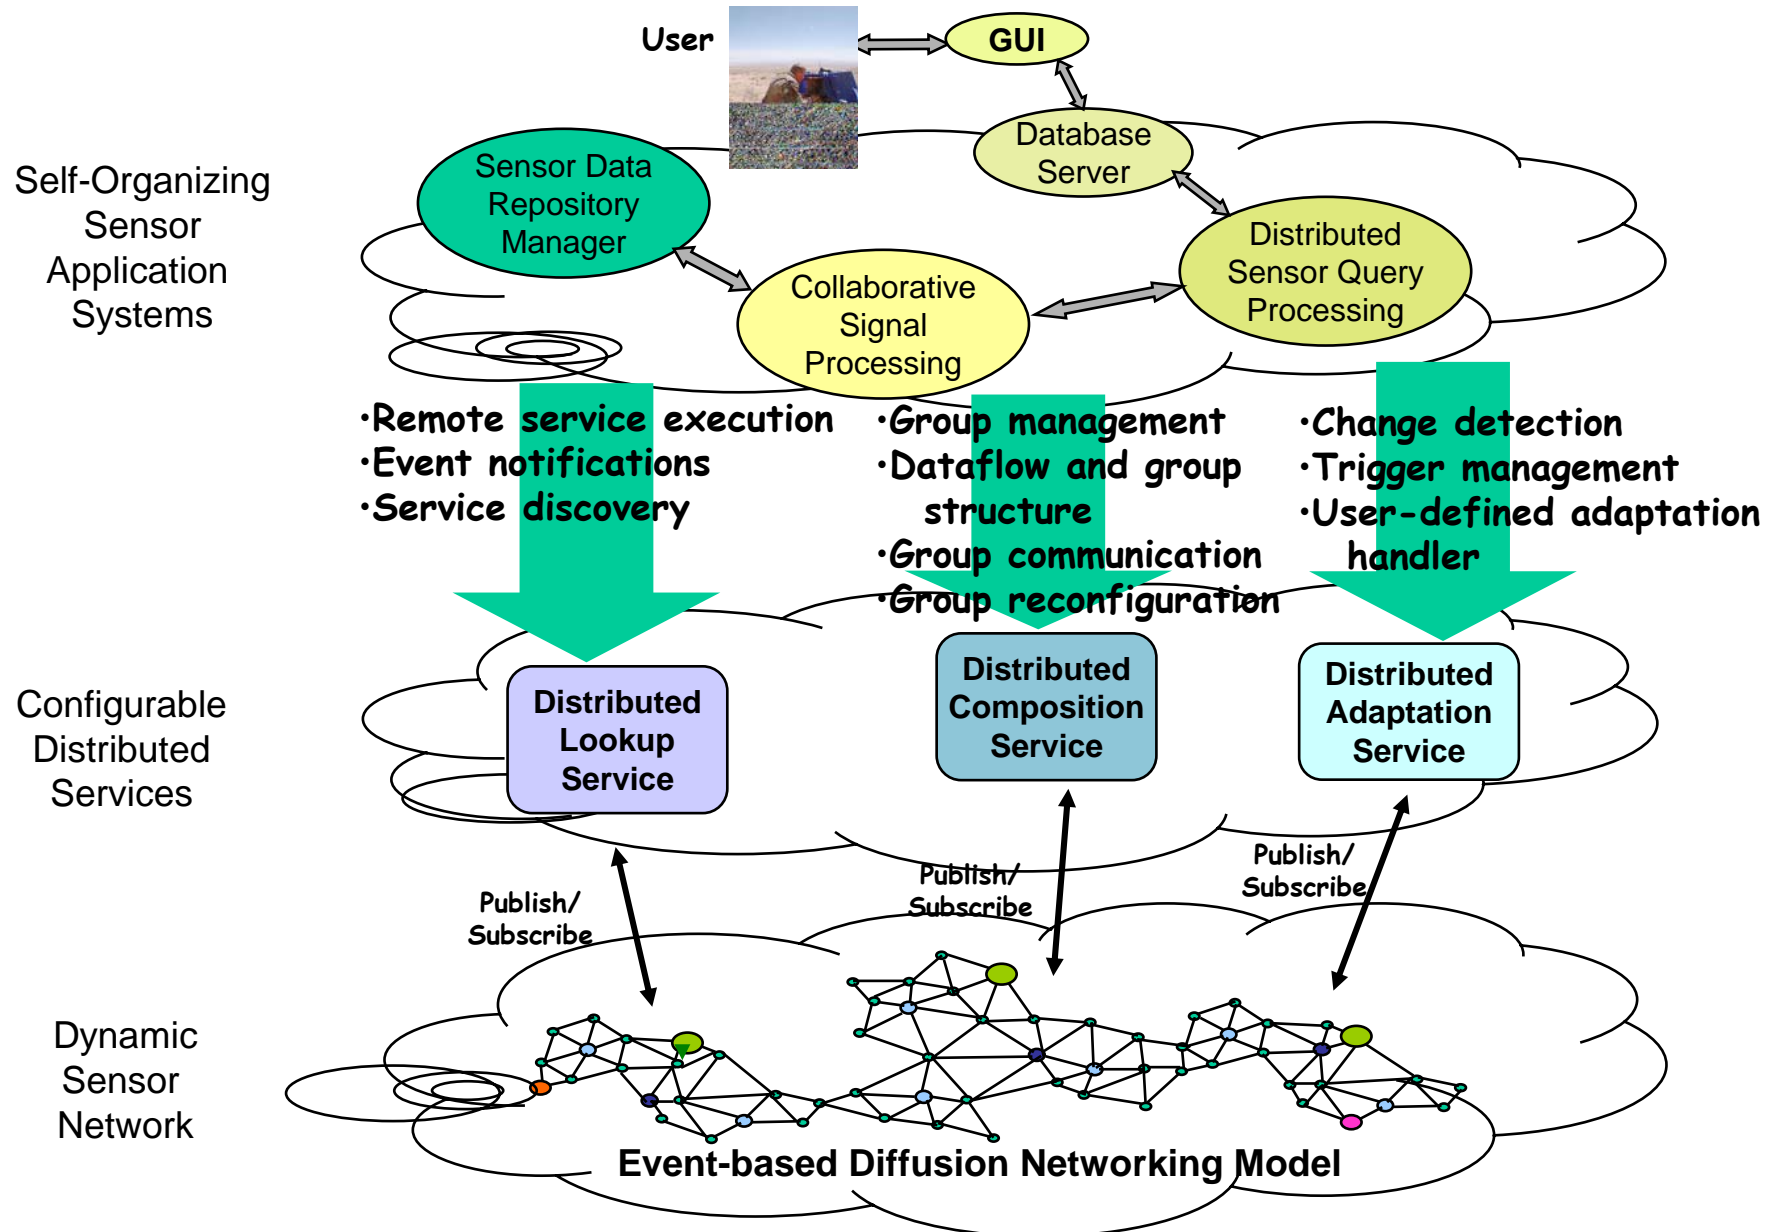 User
GUI
Database
Server
Sensor Data
Repository
Manager
Self-Organizing
Sensor
Application
Systems
Distributed
Sensor Query
Processing
Collaborative
Signal
Processing
•Remote service execution
•Event notifications
•Service discovery
•Group management
•Dataflow and group
structure
•Group communication
•Group reconfiguration
•Change detection
•Trigger management
•User-defined adaptation
handler
Configurable
Distributed
Services
Distributed
Lookup
Service
Distributed
Composition
Service
Distributed
Adaptation
Service
Publish/
Subscribe
Publish/
Subscribe
Publish/
Subscribe
Dynamic
Sensor
Network
Event-based Diffusion Networking Model